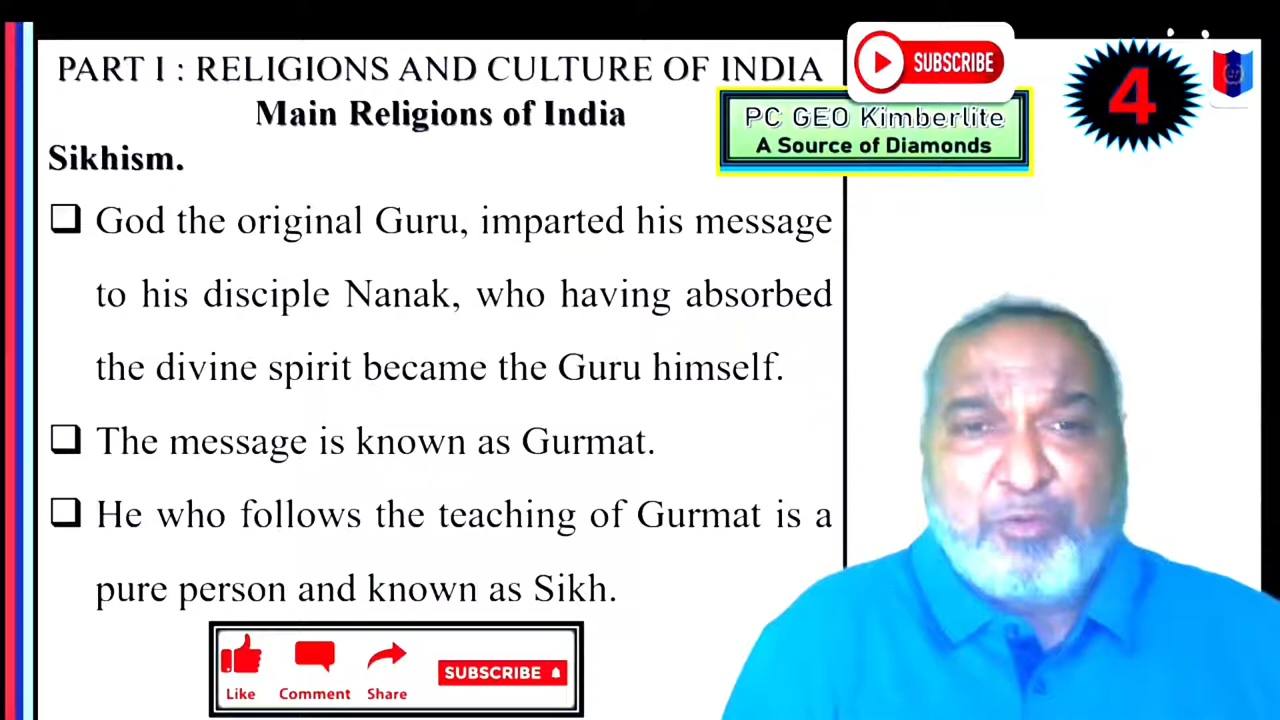 PART I : RELIGIONS AND CULTURE OF INDIA
Main Religions of India
Sikhism.
SUBSCRIBE
PC GEO Kimberlite
A Source of Diamonds
4
❑ God the original Guru, imparted his message
to his disciple Nanak, who having absorbed
the divine spirit became the Guru himself.
❑ The message is known as Gurmat.
❑ He who follows the teaching of Gurmat is a
pure person and known as Sikh.
Like
Comment
Share
SUBSCRIBE